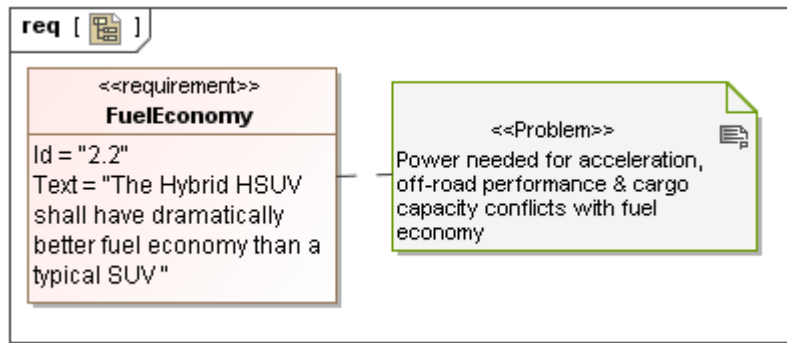 req [ ]
<<requirement>>
FuelEconomy
Id = "2.2"
Text = "The Hybrid HSUV
shall have dramatically
better fuel economy than a
typical SUV "
<<Problem>>
Power needed for acceleration,
off-road performance & cargo
capacity conflicts with fuel
economy